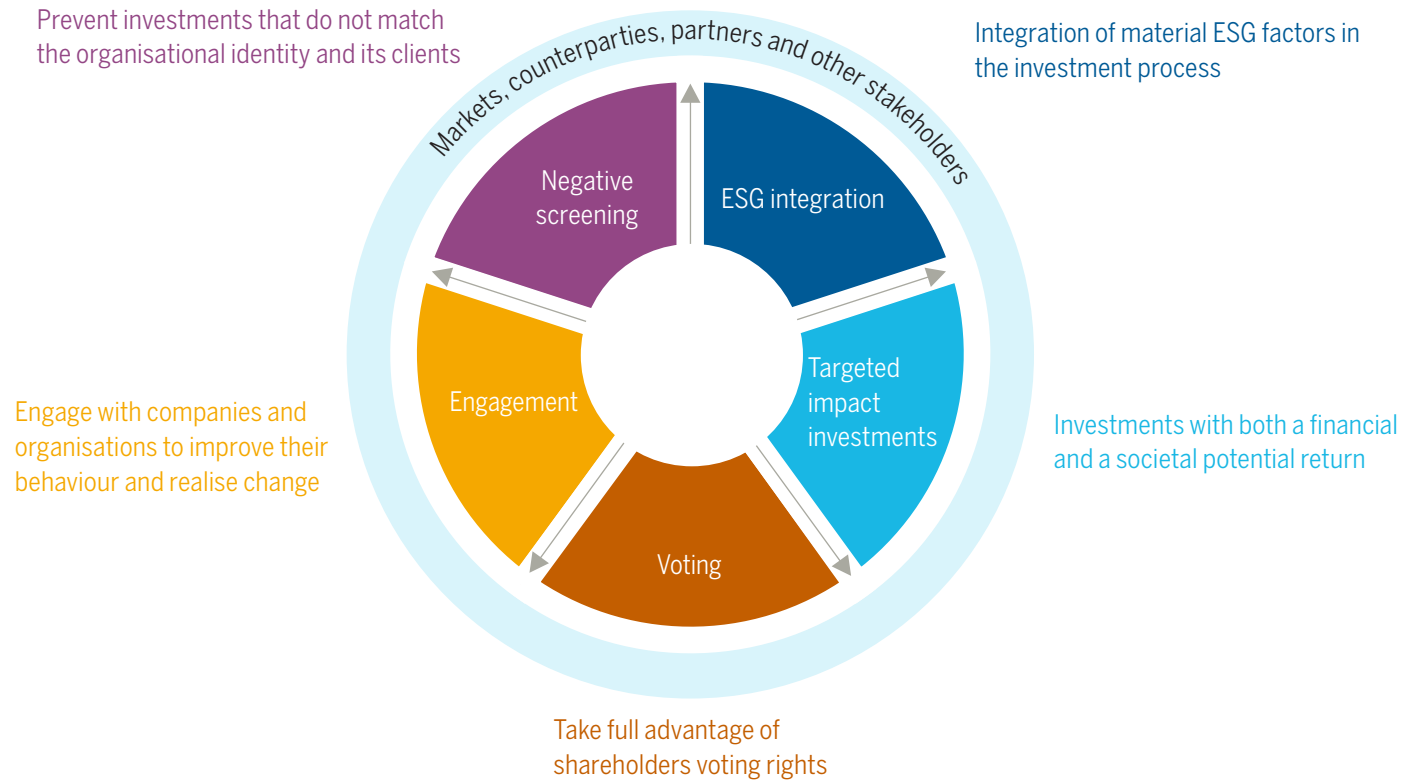 Prevent investments that do not match
the organisational identity and its clients
Markets, counterparties, partners and other stakeholders
Integration of material ESG factors in
the investment process
Negative
screening
ESG integration
Engagement
Targeted
impact
investments
Voting
Engage with companies and
organisations to improve their
behaviour and realise change
Investments with both a financial
and a societal potential return
Take full advantage of
shareholders voting rights